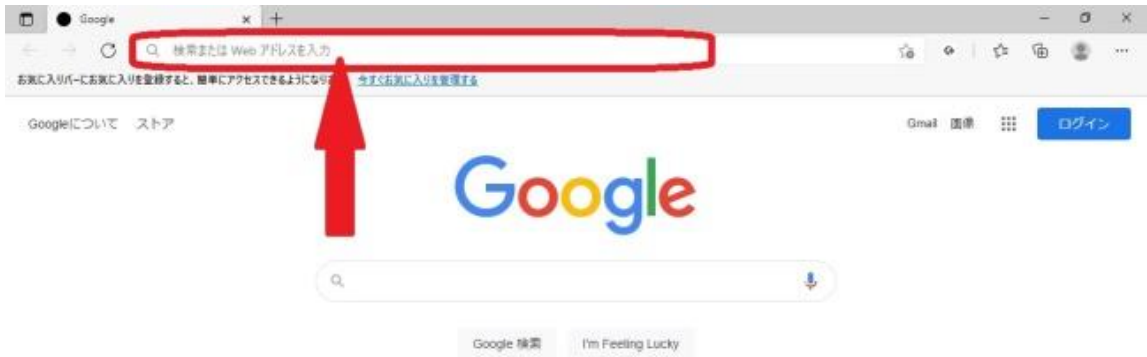 Google
検索または Web アドレスを入力
お気に入りバーにお気に入りを登録すると、簡単にアクセスできるようになり 今すぐお気に入りを管理する
Googleについて ストア Gmail 画像 ログイン
Google
Google 検索 I'm Feeling Lucky